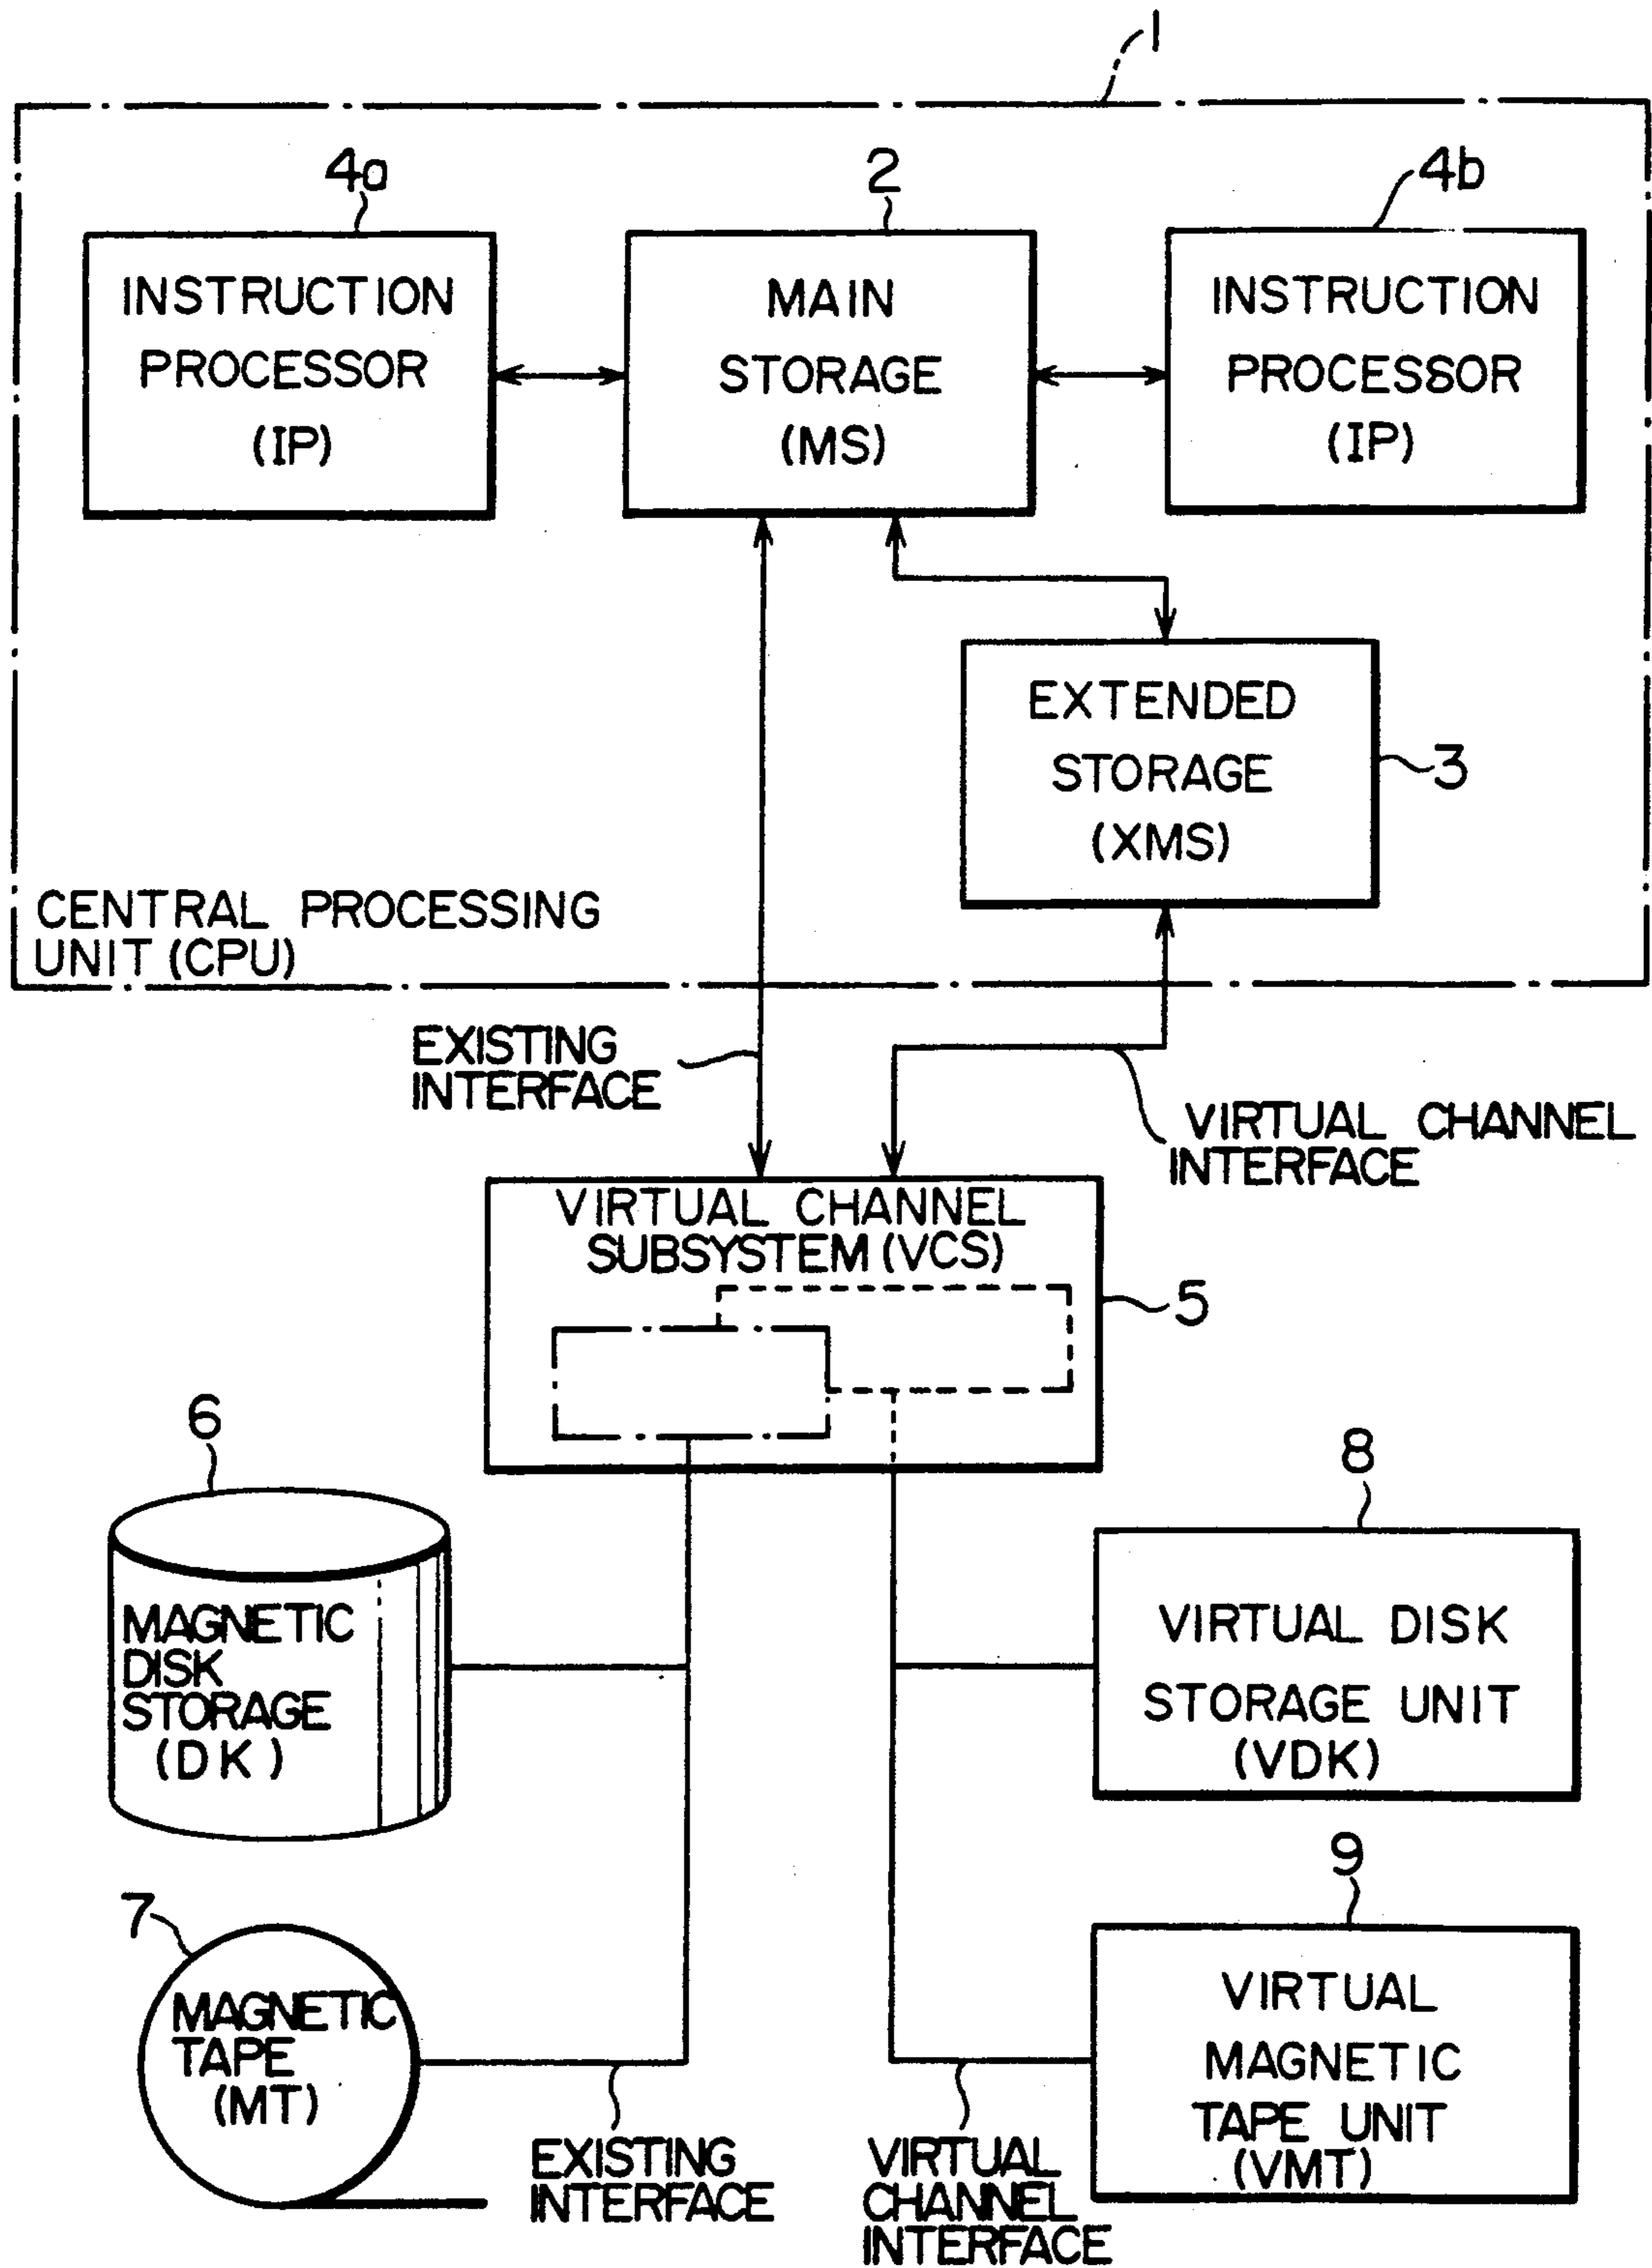 1
4a
2
4b
INSTRUCTION
PROCESSOR
(IP)
MAIN
STORAGE
(MS)
INSTRUCTION
PROCESSOR
(IP)
EXTENDED
STORAGE
(XMS)
3
CENTRAL PROCESSING
UNIT (CPU)
EXISTING
INTERFACE
VIRTUAL CHANNEL
INTERFACE
VIRTUAL CHANNEL
SUBSYSTEM (VCS)
5
6
MAGNETIC
DISK
STORAGE
(DK)
8
VIRTUAL DISK
STORAGE UNIT
(VDK)
7
MAGNETIC
TAPE
(MT)
9
VIRTUAL
MAGNETIC
TAPE UNIT
(VMT)
EXISTING
INTERFACE
VIRTUAL
CHANNEL
INTERFACE